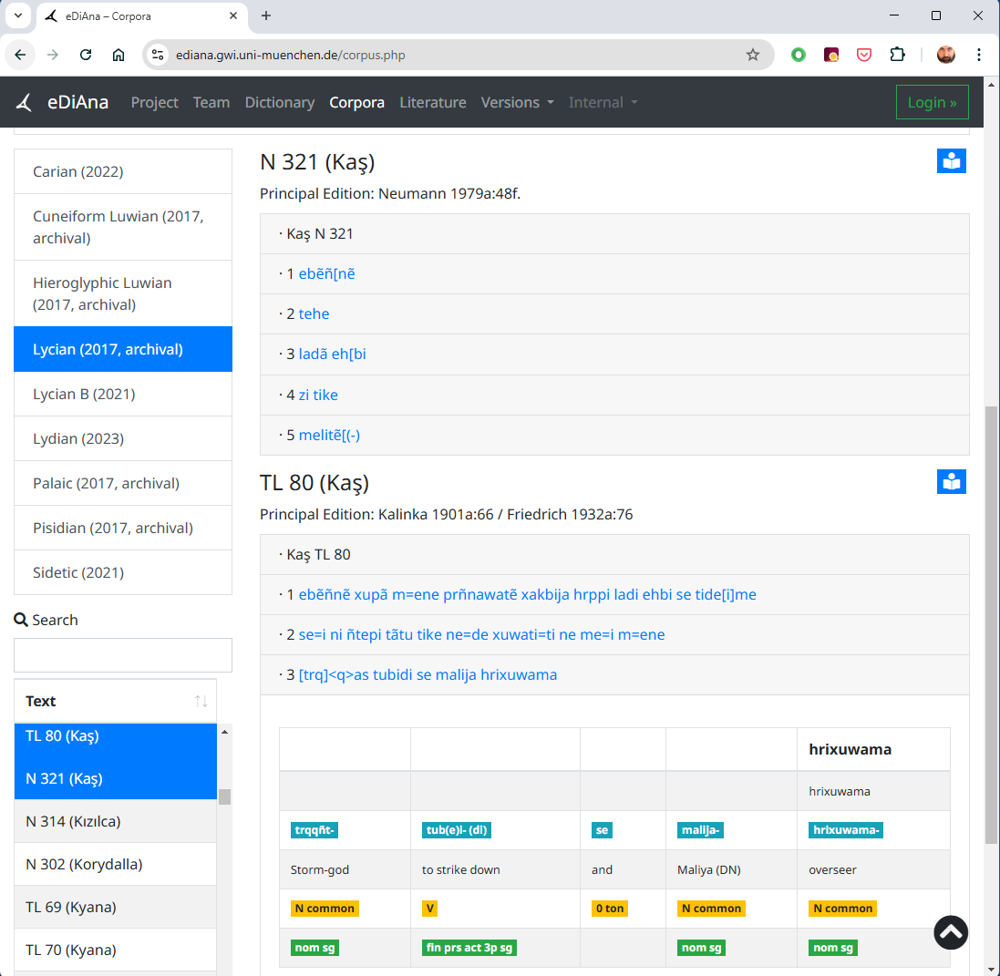 eDiAna – Corpora
ediana.gwi.uni-muenchen.de/corpus.php
eDiAna Project Team Dictionary Corpora Literature Versions Internal Login »
Carian (2022)
Cuneiform Luwian (2017,
archival)
Hieroglyphic Luwian
(2017, archival)
Lycian (2017, archival)
Lycian B (2021)
Lydian (2023)
Palaic (2017, archival)
Pisidian (2017, archival)
Sidetic (2021)
Search
Text
TL 80 (Kaş)
N 321 (Kaş)
N 314 (Kızılca)
N 302 (Korydalla)
TL 69 (Kyana)
TL 70 (Kyana)
N 321 (Kaş)
Principal Edition: Neumann 1979a:48f.
· Kaş N 321
· 1 ebẽñ[nẽ
· 2 tehe
· 3 ladã eh[bi
· 4 zi tike
· 5 melitẽ[(-)
TL 80 (Kaş)
Principal Edition: Kalinka 1901a:66 / Friedrich 1932a:76
· Kaş TL 80
· 1 ebẽñnẽ xupã m=ene prñnawatẽ xakbija hrppi ladi ehbi se tide[i]me
· 2 se=i ni ñtepi tãtu tike ne=de xuwati=ti ne me=i m=ene
· 3 [trq]<q>as tubidi se malija hrixuwama
hrixuwama
hrixuwama
trqqñt- tub(e)i- (di) se malija- hrixuwama-
Storm-god to strike down and Maliya (DN) overseer
N common V 0 ton N common N common
nom sg fin prs act 3p sg nom sg nom sg